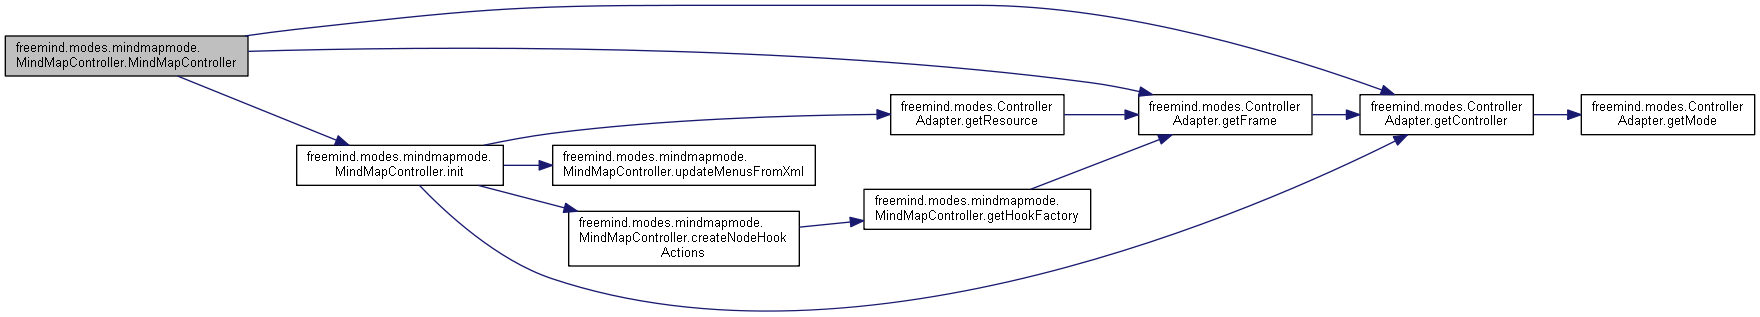 freemind.modes.mindmapmode.
MindMapController.MindMapController
freemind.modes.mindmapmode.
MindMapController.init
freemind.modes.Controller
Adapter.getResource
freemind.modes.mindmapmode.
MindMapController.updateMenusFromXml
freemind.modes.mindmapmode.
MindMapController.createNodeHook
Actions
freemind.modes.mindmapmode.
MindMapController.getHookFactory
freemind.modes.Controller
Adapter.getFrame
freemind.modes.Controller
Adapter.getController
freemind.modes.Controller
Adapter.getMode